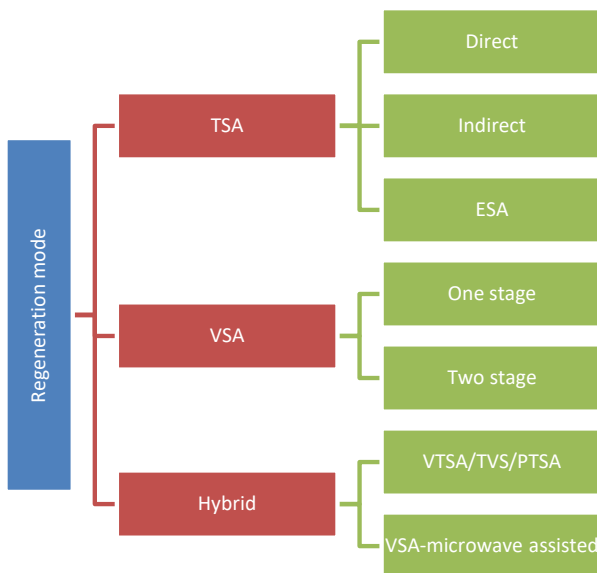 Regeneration mode
TSA
Direct
Indirect
ESA
VSA
One stage
Two stage
Hybrid
VTSA/TVS/PTSA
VSA-microwave assisted